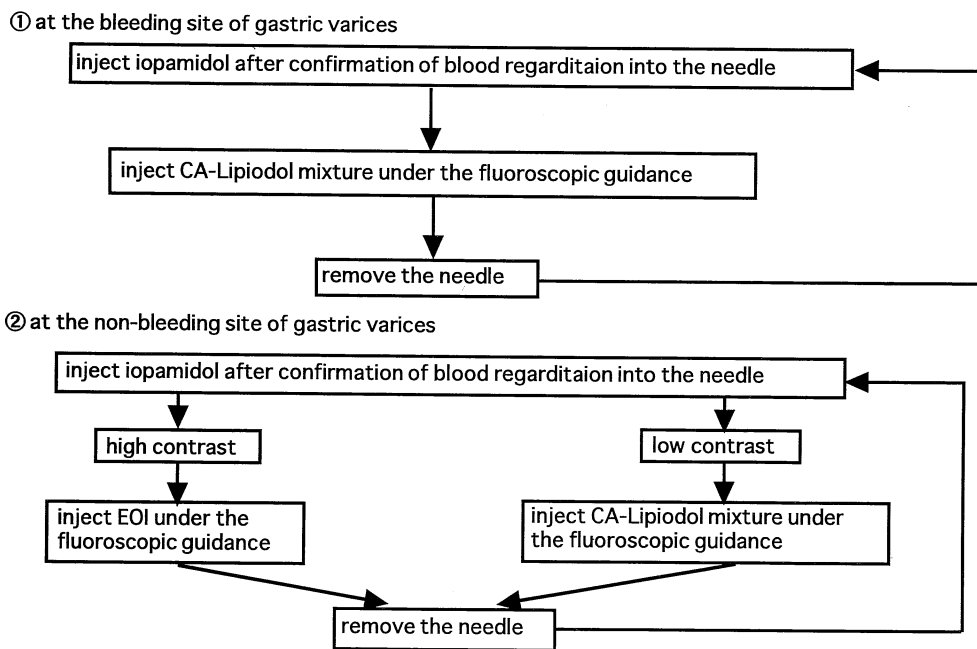 ① at the bleeding site of gastric varices
inject iopamidol after confirmation of blood regarditaion into the needle
inject CA-Lipiodol mixture under the fluoroscopic guidance
remove the needle
② at the non-bleeding site of gastric varices
inject iopamidol after confirmation of blood regarditaion into the needle
high contrast
low contrast
inject EOI under the
fluoroscopic guidance
inject CA-Lipiodol mixture under
the fluoroscopic guidance
remove the needle